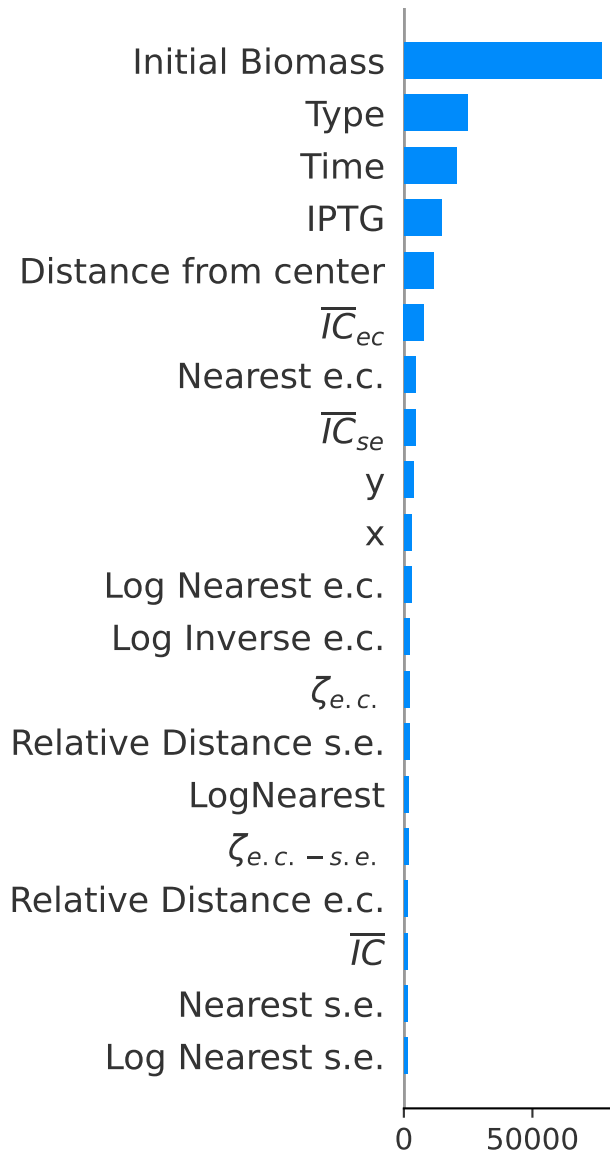 Initial Biomass
Type
Time
IPTG
Distance from center
$\overline{IC}_{ec}$
Nearest e.c.
$\overline{IC}_{se}$
y
x
Log Nearest e.c.
Log Inverse e.c.
$\zeta_{e.c.}$
Relative Distance s.e.
LogNearest
$\zeta_{e.c.-s.e.}$
Relative Distance e.c.
$\overline{IC}$
Nearest s.e.
Log Nearest s.e.
0 50000